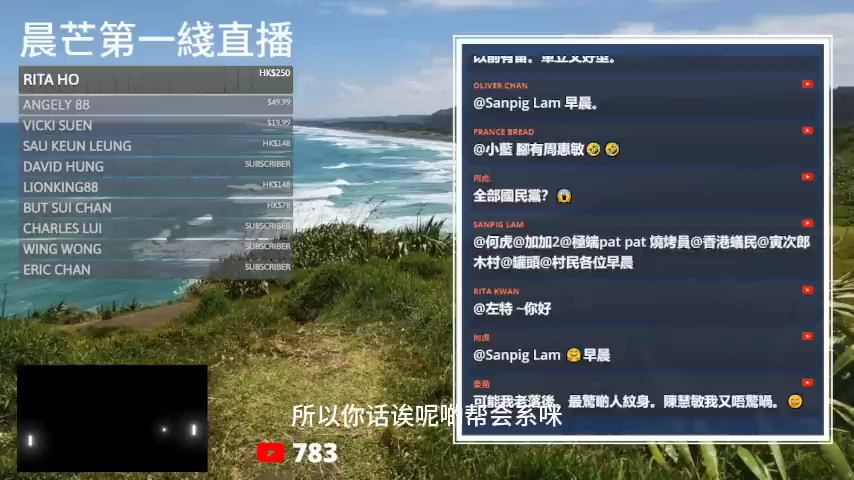 晨芒第一綫直播
RITA HO HK$250
ANGELY 88 $49.99
VICKI SUEN $19.99
SAU KEUN LEUNG HK$148
DAVID HUNG SUBSCRIBER
LIONKING88 HK$148
BUT SUI CHAN HK$78
CHARLES LUI SUBSCRIBER
WING WONG SUBSCRIBER
ERIC CHAN SUBSCRIBER
OLIVER CHAN
@Sanpig Lam 早晨。
FRANCE BREAD
@小藍 腳有周惠敏🤣🤣
阿虎
全部國民黨? 😱
SANPIG LAM
@何虎@加加2@極端pat pat 燒烤員@香港蟻民@寅次郎
木村@罐頭@村民各位早晨
RITA KWAN
@左特 ~你好
阿虎
@Sanpig Lam 🤗早晨
可能我老落後。最驚啲人紋身。陳慧敏我又唔驚喎。😊
所以你话诶呢啲帮会系咪
783